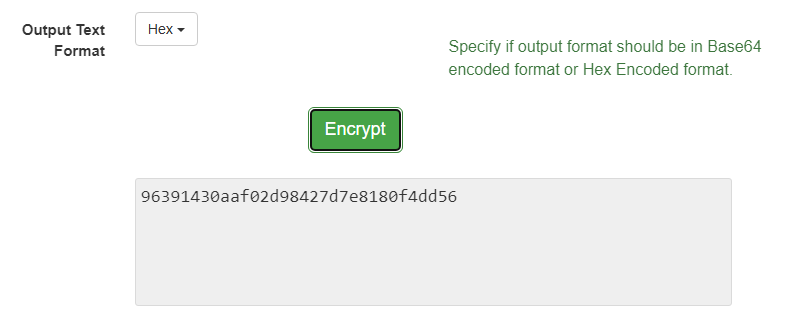 Output Text
Format
Hex
Specify if output format should be in Base64
encoded format or Hex Encoded format.
Encrypt
96391430aaf02d98427d7e8180f4dd56